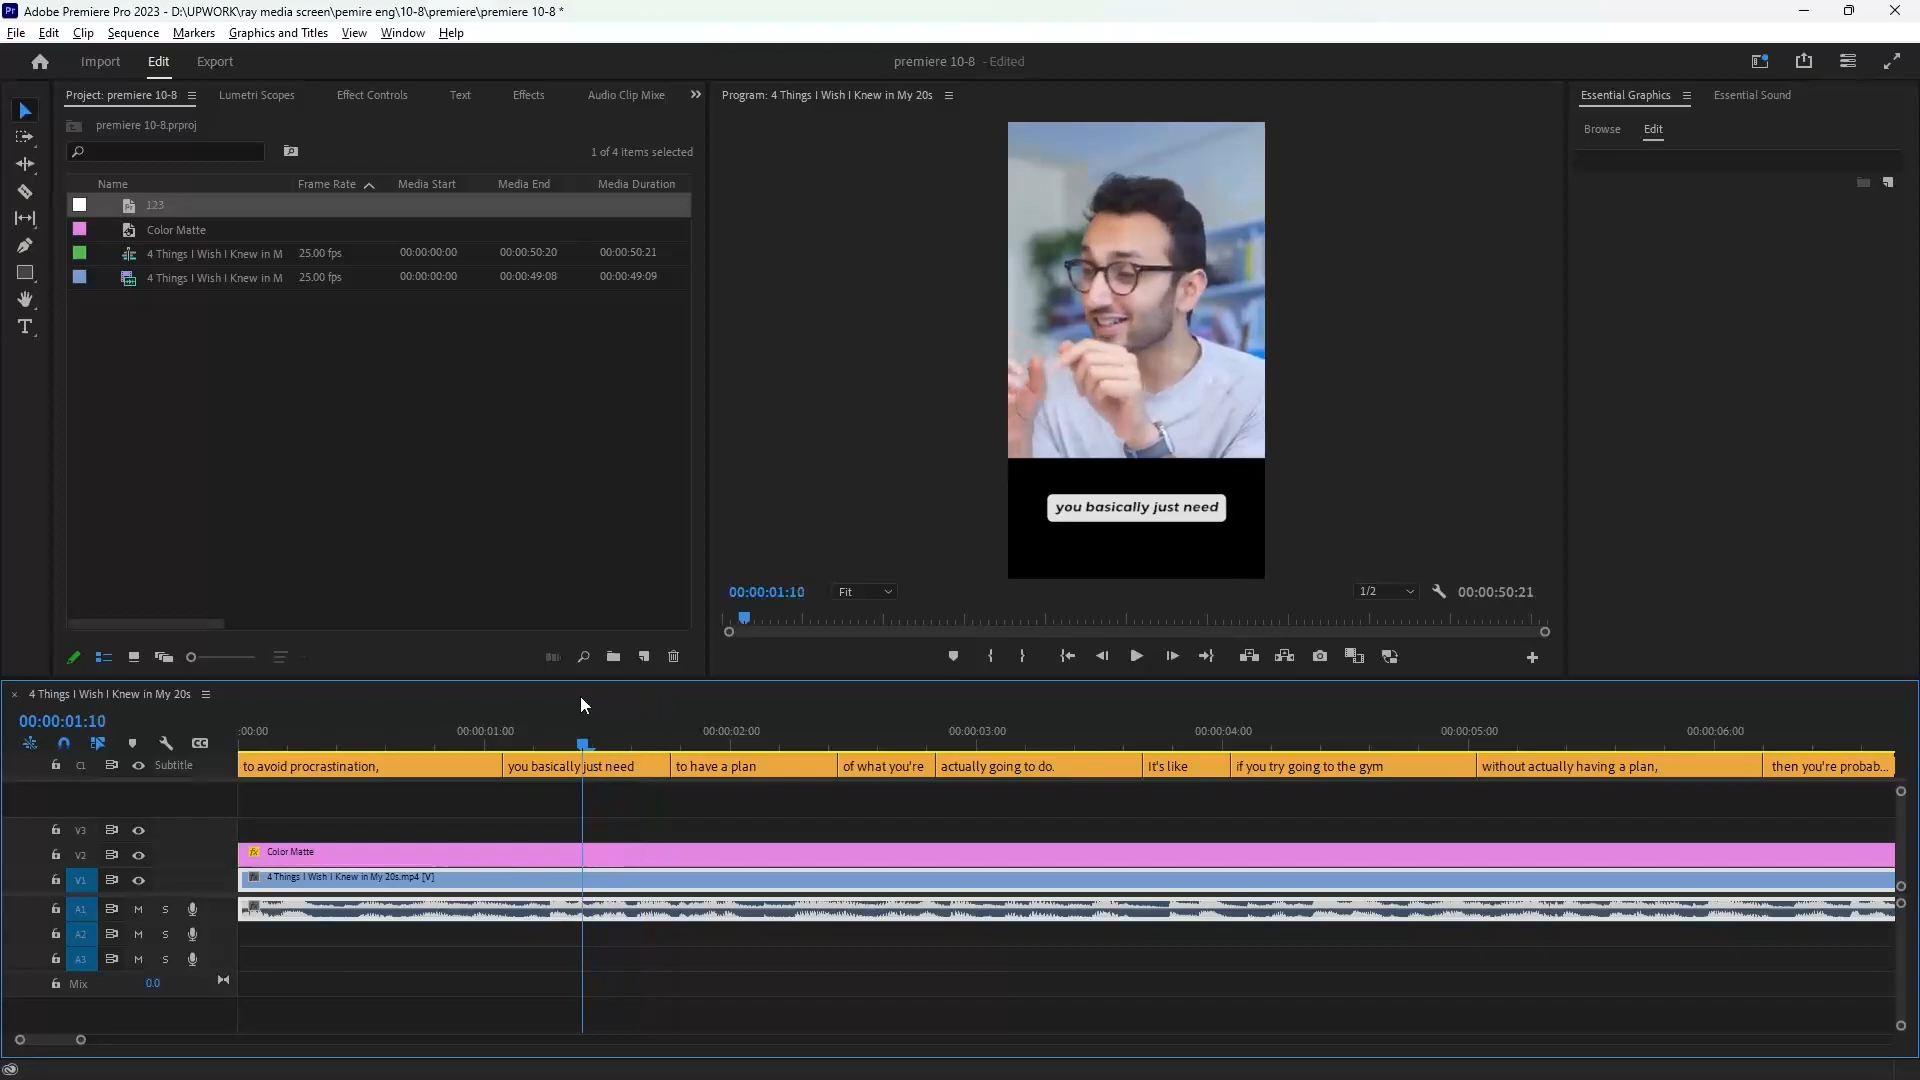 Adobe Premiere Pro 2023 - D:\UPWORK\ray media screen\pemire eng\10-8\premiere\premiere 10-8 *
File Edit Clip Sequence Markers Graphics and Titles View Window Help
Import Edit Export
premiere 10-8 - Edited
Project: premiere 10-8 Lumetri Scopes Effect Controls Text Effects Audio Clip Mixe
premiere 10-8.prproj
1 of 4 items selected
Name Frame Rate Media Start Media End Media Duration
123
Color Matte
4 Things I Wish I Knew in M 25.00 fps 00:00:00:00 00:00:50:20 00:00:50:21
4 Things I Wish I Knew in M 25.00 fps 00:00:00:00 00:00:49:08 00:00:49:09
Program: 4 Things I Wish I Knew in My 20s
you basically just need
00:00:01:10 Fit 1/2 00:00:50:21
Essential Graphics Essential Sound
Browse Edit
4 Things I Wish I Knew in My 20s
00:00:01:10
:00:00 00:00:01:00 00:00:02:00 00:00:03:00 00:00:04:00 00:00:05:00 00:00:06:00
C1 Subtitle to avoid procrastination, you basically just need to have a plan of what you're actually going to do. It's like if you try going to the gym without actually having a plan, then you're probab...
V3
V2 Color Matte
V1 4 Things I Wish I Knew in My 20s.mp4 [V]
A1 M S
A2 M S
A3 M S
Mix 0.0